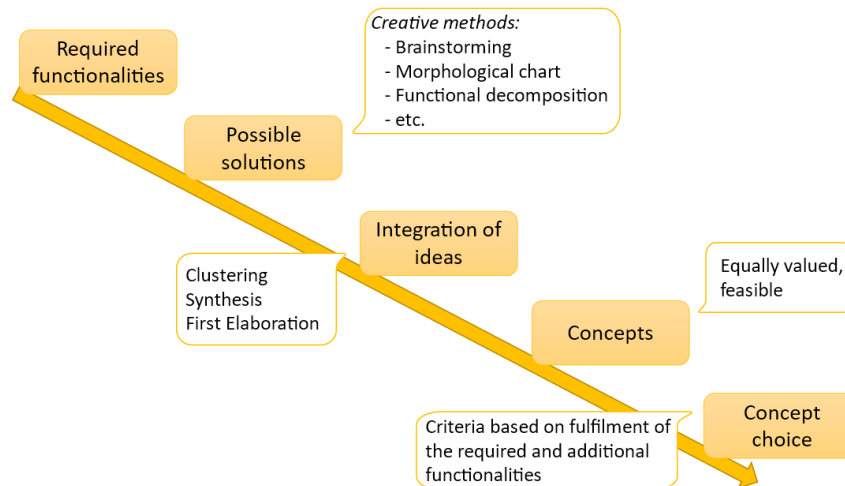 Required
functionalities
Creative methods:
- Brainstorming
- Morphological chart
- Functional decomposition
- etc.
Possible
solutions
Integration of
ideas
Clustering
Synthesis
First Elaboration
Equally valued,
feasible
Concepts
Criteria based on fulfilment of
the required and additional
functionalities
Concept
choice